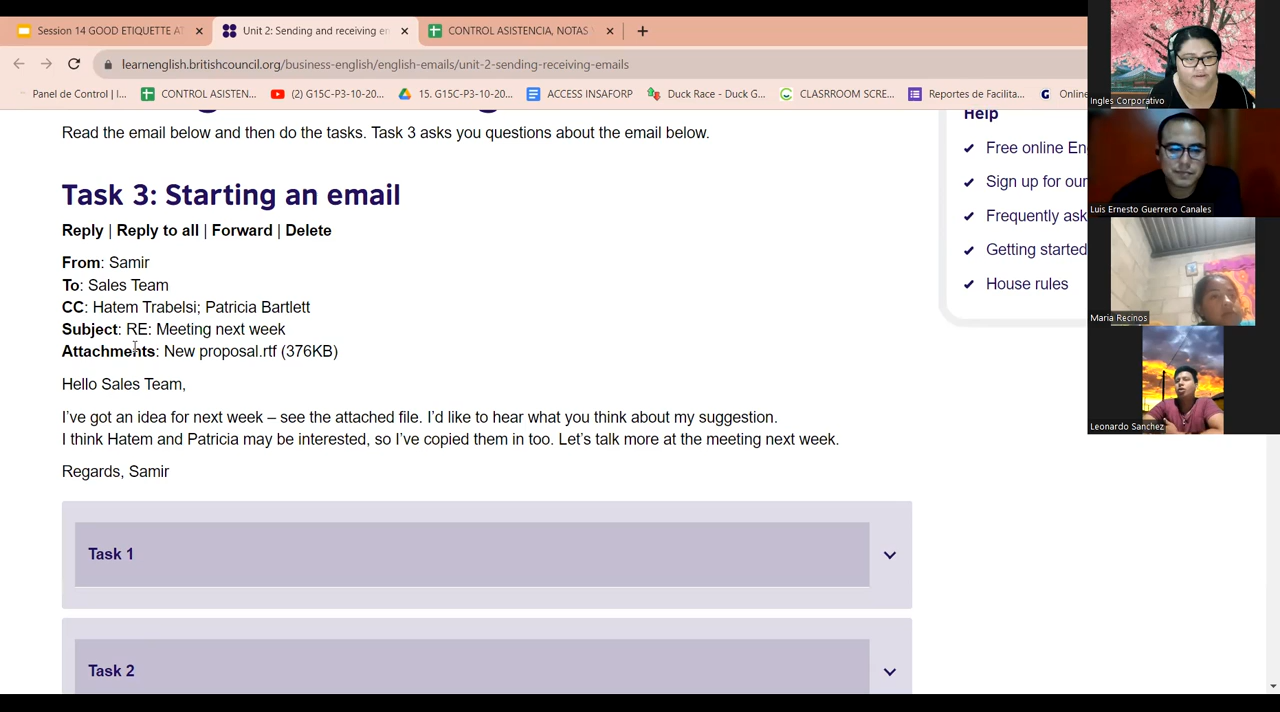 Session 14 GOOD ETIQUETTE AT
Unit 2: Sending and receiving en
CONTROL ASISTENCIA, NOTAS
learnenglish.britishcouncil.org/business-english/english-emails/unit-2-sending-receiving-emails
Panel de Control | I...
CONTROL ASISTEN...
(2) G15C-P3-10-20...
15. G15C-P3-10-20...
ACCESS INSAFORP
Duck Race - Duck G...
CLASRROOM SCRE...
Reportes de Facilita...
Online
Read the email below and then do the tasks. Task 3 asks you questions about the email below.
Task 3: Starting an email
Reply | Reply to all | Forward | Delete
From: Samir
To: Sales Team
CC: Hatem Trabelsi; Patricia Bartlett
Subject: RE: Meeting next week
Attachments: New proposal.rtf (376KB)
Hello Sales Team,
I've got an idea for next week – see the attached file. I'd like to hear what you think about my suggestion.
I think Hatem and Patricia may be interested, so I've copied them in too. Let's talk more at the meeting next week.
Regards, Samir
Task 1
Task 2
Help
Free online En
Sign up for our
Frequently ask
Getting started
House rules
Ingles Corporativo
Luis Ernesto Guerrero Canales
Maria Recinos
Leonardo Sanchez